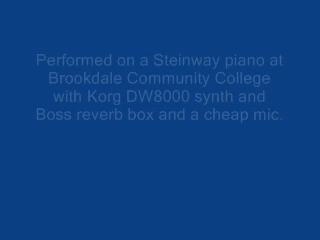 Performed on a Steinway piano at
Brookdale Community College
with Korg DW8000 synth and
Boss reverb box and a cheap mic.